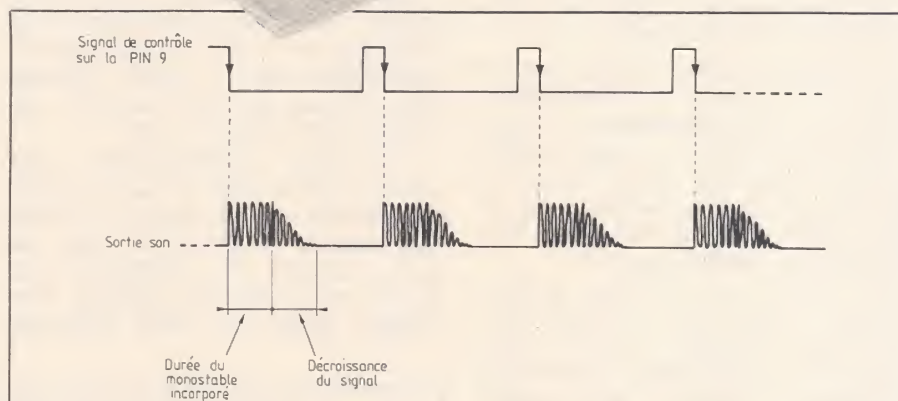 Signal de contrôle
sur la PIN 9
Sortie son
Durée du
monostable
incorporé
Décroissance
du signal